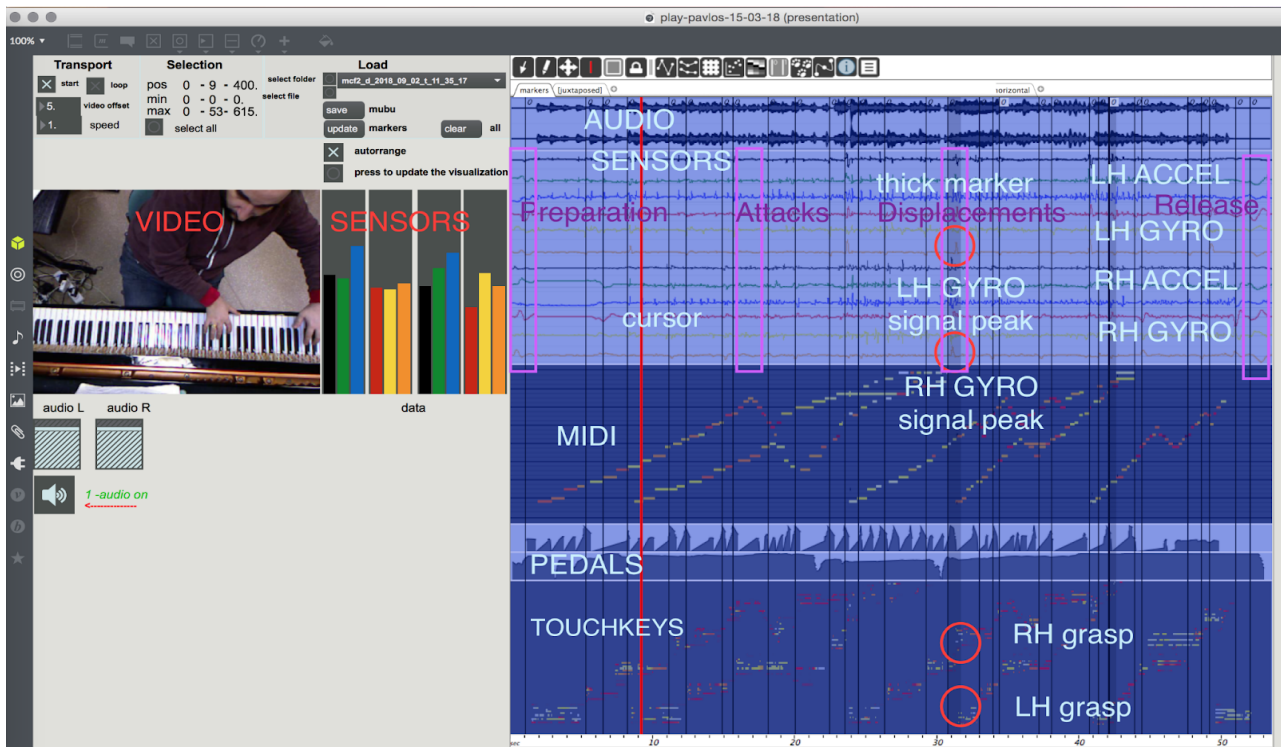 play-pavlos-15-03-18 (presentation)
100%
Transport
Selection
Load
start
loop
pos 0 - 9 - 400.
min 0 - 0 - 0.
max 0 - 53- 615.
select all
5. video offset
1. speed
select folder
mcf2_d_2018_09_02_t_11_35_17
select file
save mubu
update markers
clear all
autorrange
press to update the visualization
VIDEO
SENSORS
audio L
audio R
data
1 -audio on
markers
[juxtaposed]
AUDIO
SENSORS
thick marker
LH ACCEL
Preparation
Attacks
Displacements
Release
LH GYRO
RH ACCEL
LH GYRO
signal peak
cursor
RH GYRO
RH GYRO
signal peak
MIDI
PEDALS
TOUCHKEYS
RH grasp
LH grasp
sec 10 20 30 40 50